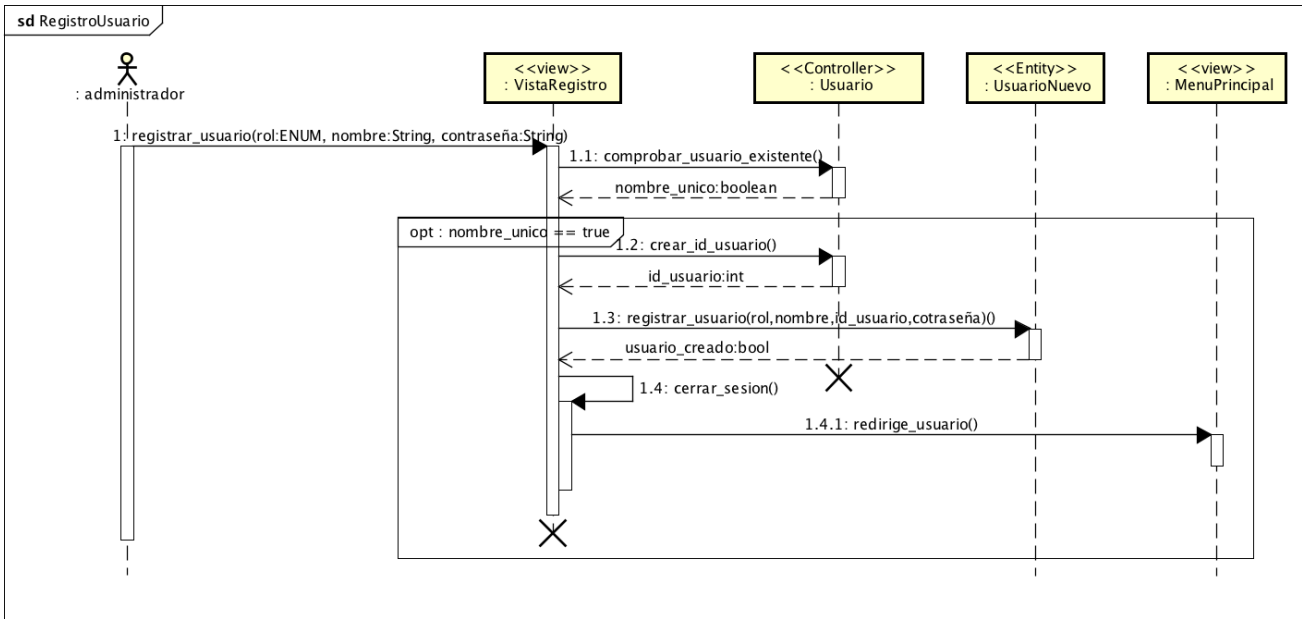 sd RegistroUsuario
: administrador
<<view>>
: VistaRegistro
<<Controller>>
: Usuario
<<Entity>>
: UsuarioNuevo
<<view>>
: MenuPrincipal
1: registrar_usuario(rol:ENUM, nombre:String, contraseña:String)
1.1: comprobar_usuario_existente()
nombre_unico:boolean
opt : nombre_unico == true
1.2: crear_id_usuario()
id_usuario:int
1.3: registrar_usuario(rol,nombre,id_usuario,cotraseña)()
usuario_creado:bool
1.4: cerrar_sesion()
1.4.1: redirige_usuario()